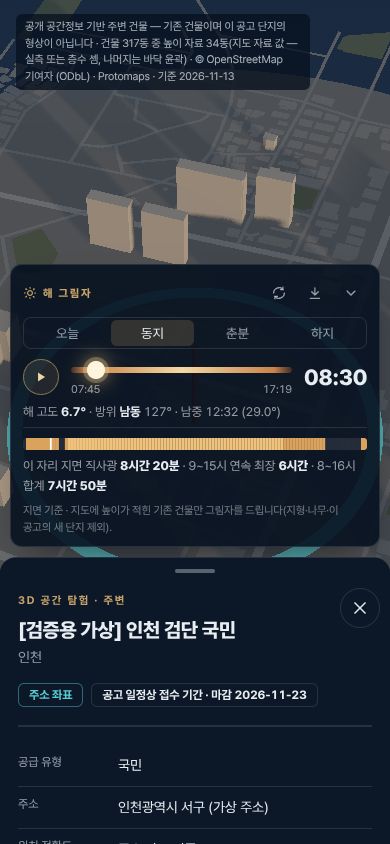 공개 공간정보 기반 주변 건물 — 기존 건물이며 이 공고 단지의
형상이 아닙니다 · 건물 317동 중 높이 자료 34동(지도 자료 값 —
실측 또는 층수 셈, 나머지는 바닥 윤곽) · © OpenStreetMap
기여자 (ODbL) · Protomaps · 기준 2026-11-13
해 그림자
오늘 동지 춘분 하지
07:45 17:19 08:30
해 고도 6.7° · 방위 남동 127° · 남중 12:32 (29.0°)
이 자리 지면 직사광 8시간 20분 · 9~15시 연속 최장 6시간 · 8~16시
합계 7시간 50분
지면 기준 · 지도에 높이가 적힌 기존 건물만 그림자를 드립니다(지형·나무·이
공고의 새 단지 제외).
3D 공간 탐험 · 주변
[검증용 가상] 인천 검단 국민
인천
주소 좌표 공고 일정상 접수 기간 · 마감 2026-11-23
공급 유형 국민
주소 인천광역시 서구 (가상 주소)